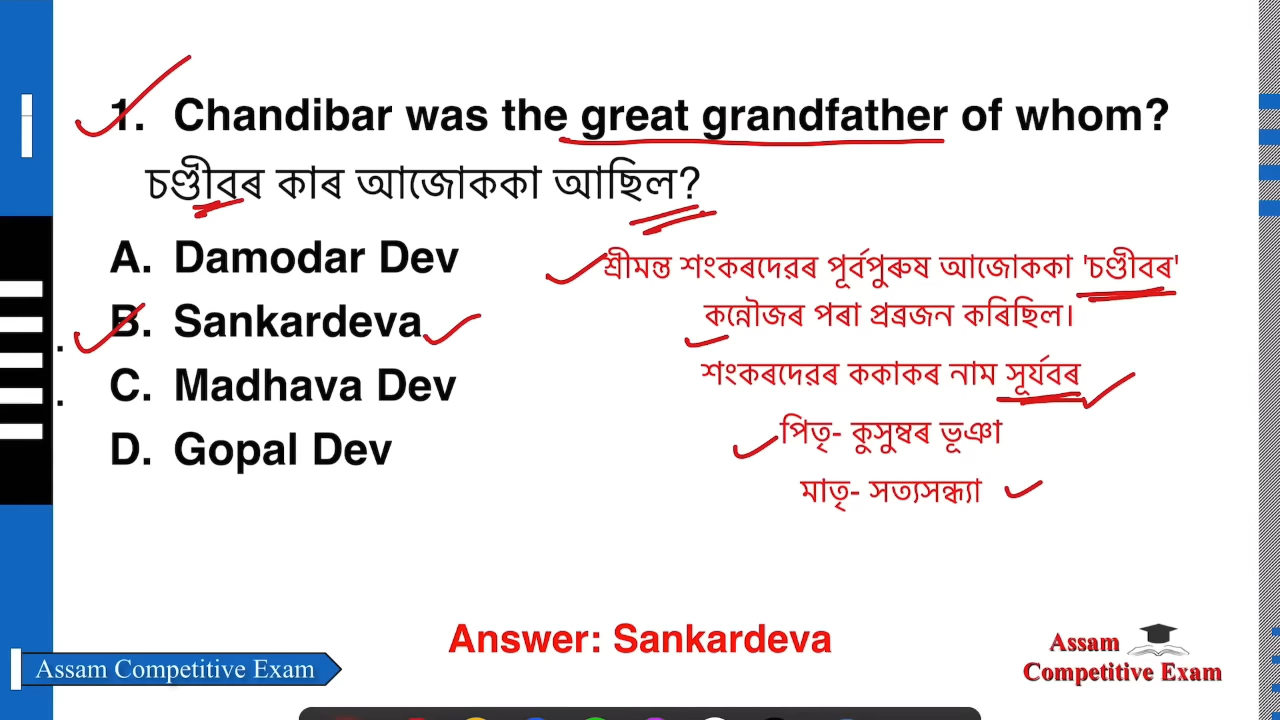 1. Chandibar was the great grandfather of whom?
চণ্ডীবৰ কাৰ আজোককা আছিল?
A. Damodar Dev
B. Sankardeva
C. Madhava Dev
D. Gopal Dev
শ্ৰীমন্ত শংকৰদেৱৰ পূৰ্বপুৰুষ আজোককা 'চণ্ডীবৰ'
কন্নৌজৰ পৰা প্ৰব্ৰজন কৰিছিল।
শংকৰদেৱৰ ককাকৰ নাম সূৰ্যবৰ
পিতৃ- কুসুম্বৰ ভূঞা
মাতৃ- সত্যসন্ধ্যা
Answer: Sankardeva
Assam Competitive Exam
Assam
Competitive Exam